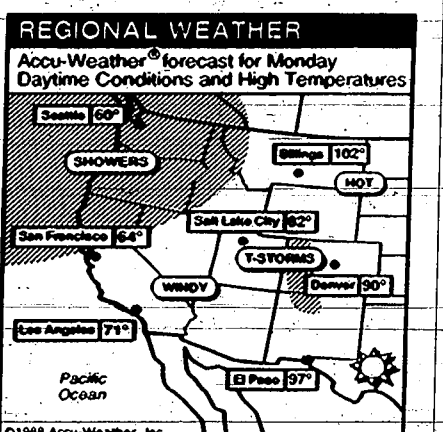 REGIONAL WEATHER
Accu-Weather® forecast for Monday
Daytime Conditions and High Temperatures
Seattle 60°
SHOWERS
Billings 102°
HOT
Salt Lake City 82°
San Francisco 64°
T-STORMS
WINDY
Denver 90°
Los Angeles 71°
Pacific
Ocean
El Paso 97°
©1988 Accu-Weather, Inc.